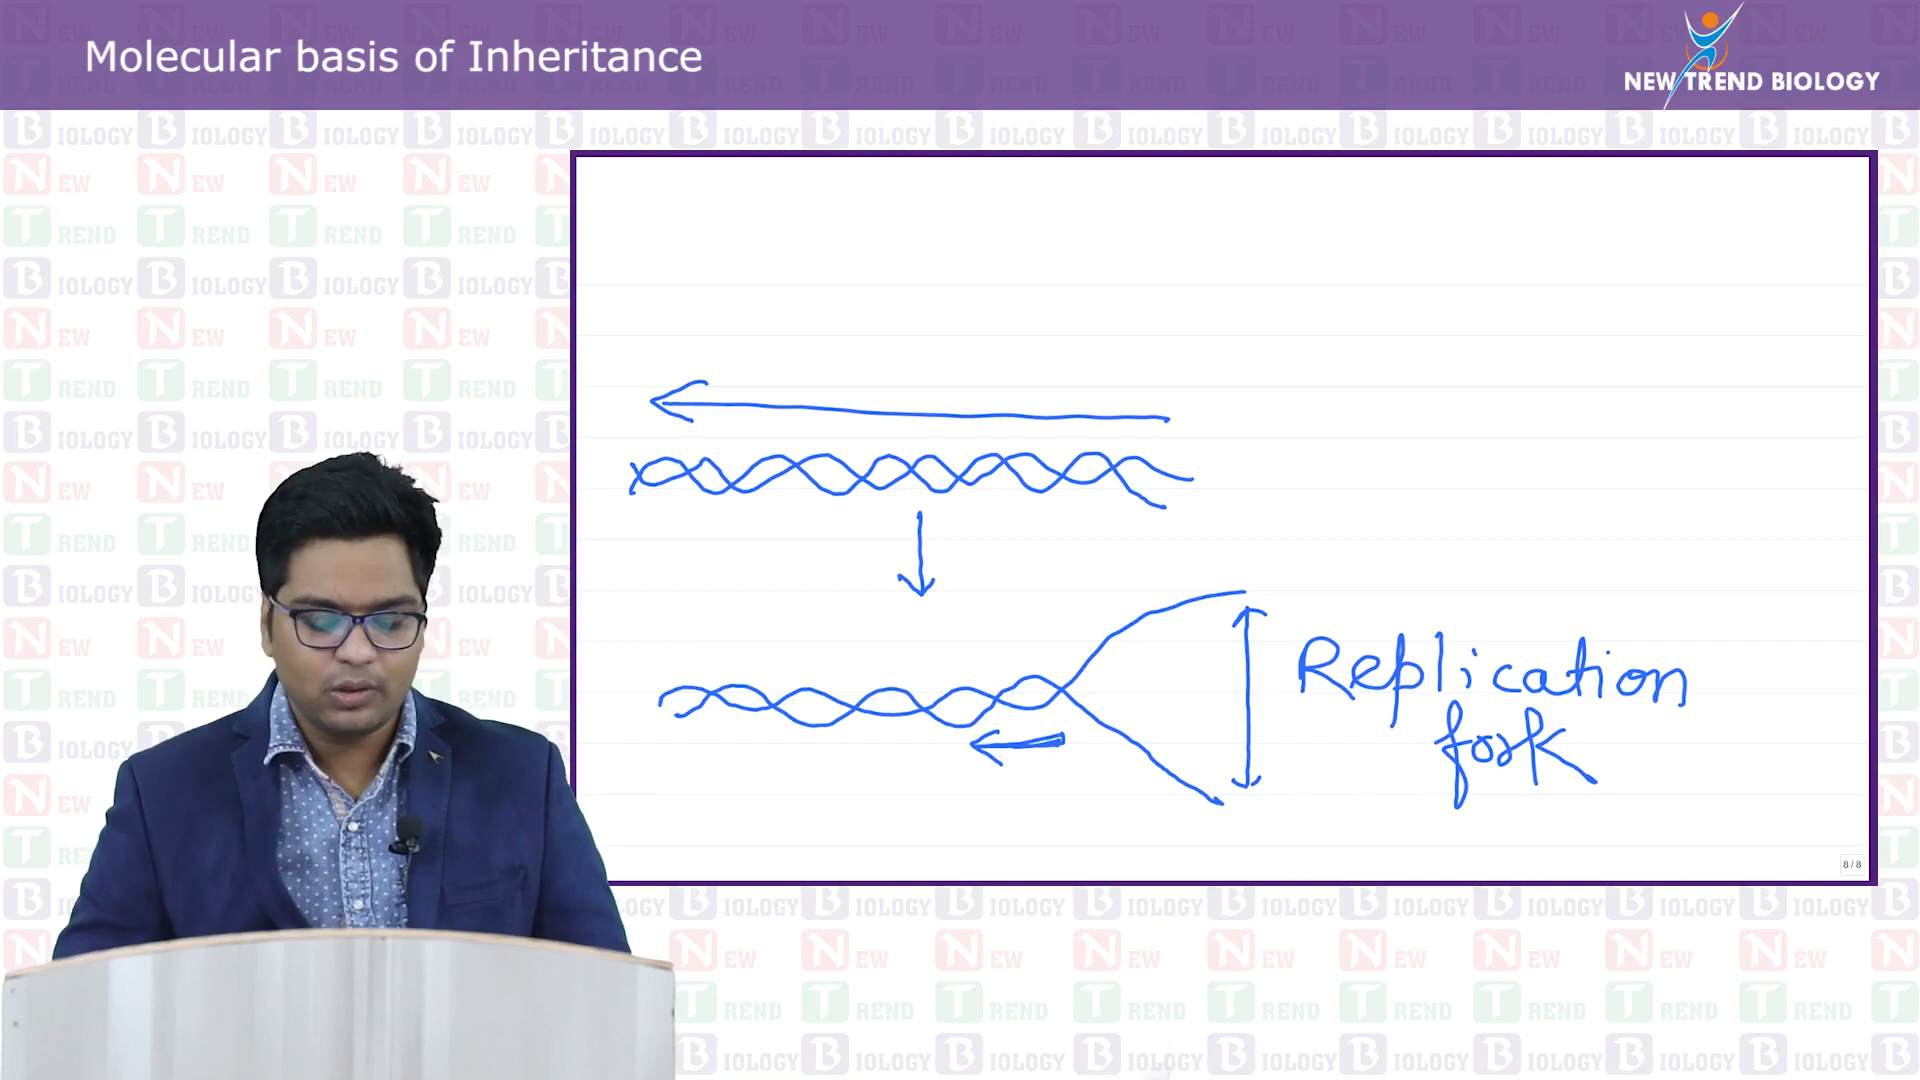 Molecular basis of Inheritance
NEW TREND BIOLOGY
Replication
fork
8 / 8